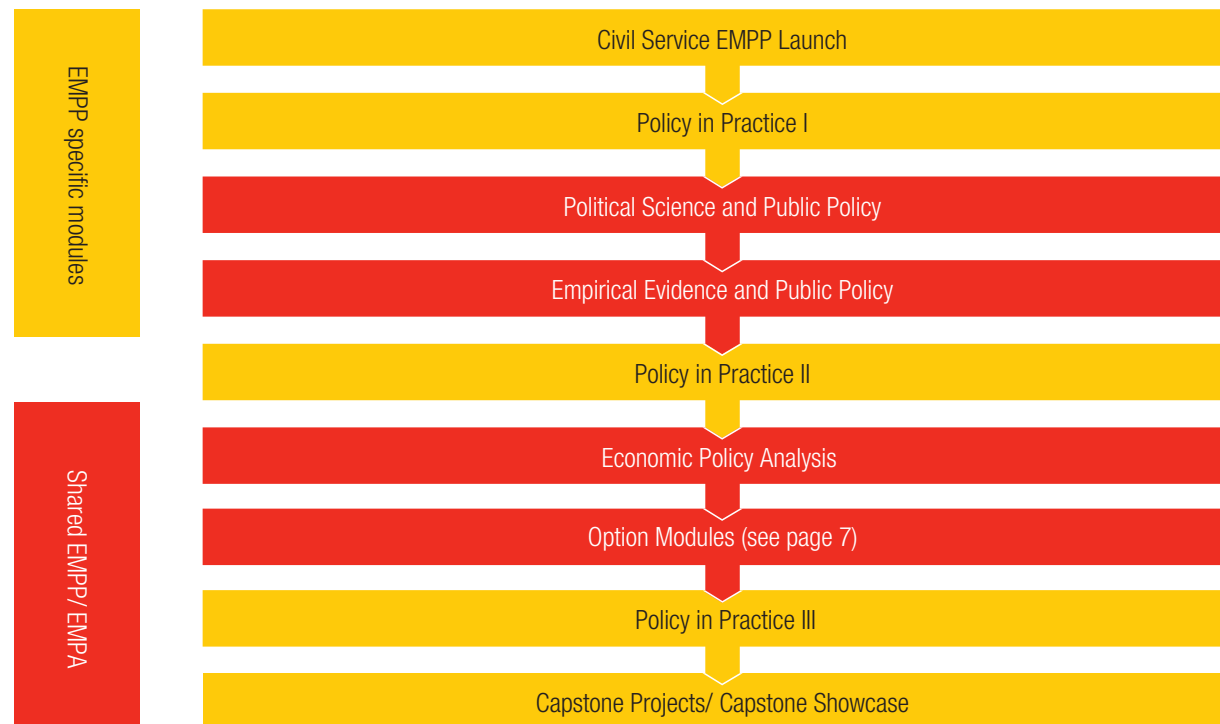 EMPP specific modules
Shared EMPP/ EMPA
Civil Service EMPP Launch
Policy in Practice I
Political Science and Public Policy
Empirical Evidence and Public Policy
Policy in Practice II
Economic Policy Analysis
Option Modules (see page 7)
Policy in Practice III
Capstone Projects/ Capstone Showcase